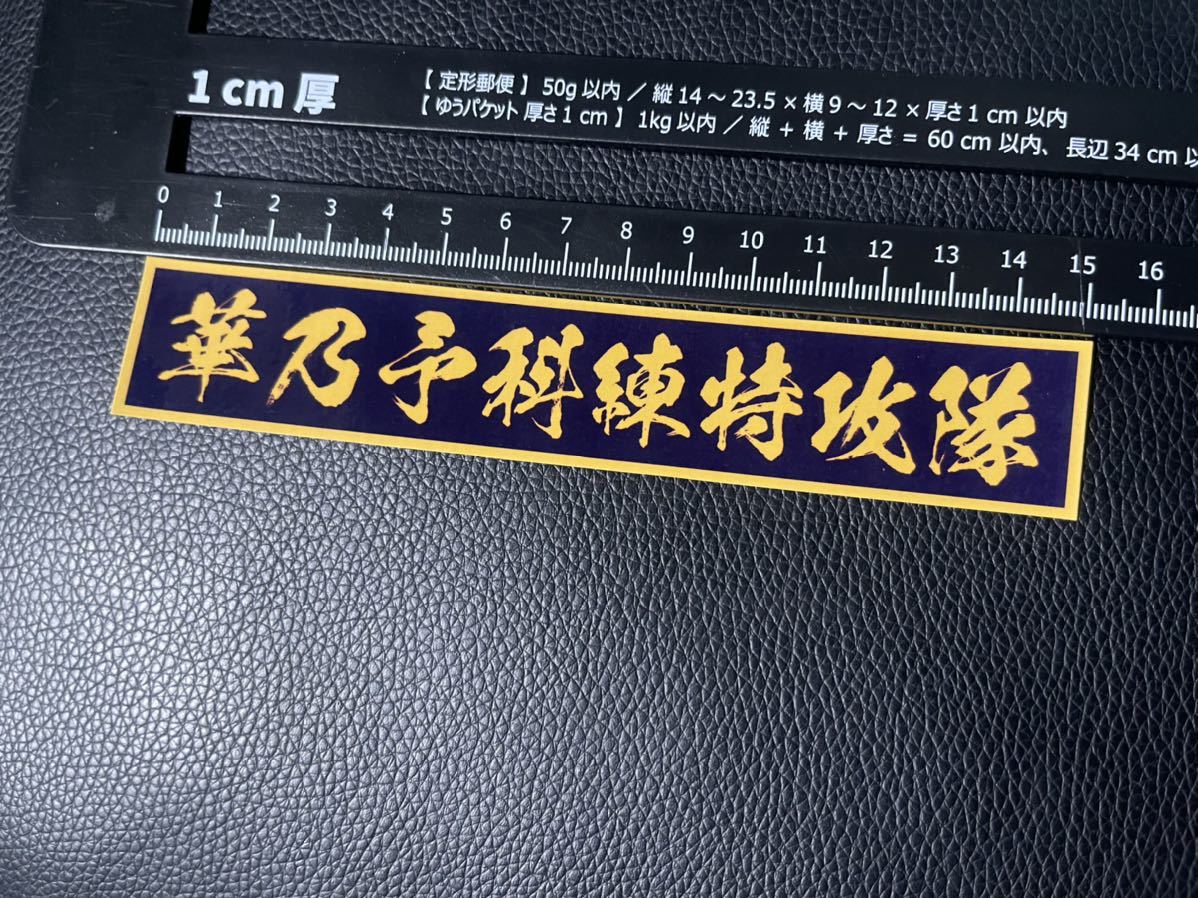 1 cm 厚
【 定形郵便 】 50g 以内 ／ 縦 14 ～ 23.5 × 横 9 ～ 12 × 厚さ 1 cm 以内
【 ゆうパケット 厚さ 1 cm 】 1kg 以内 ／ 縦 ＋ 横 ＋ 厚さ ＝ 60 cm 以内、長辺 34 cm 以
0 1 2 3 4 5 6 7 8 9 10 11 12 13 14 15 16
華乃予科練特攻隊